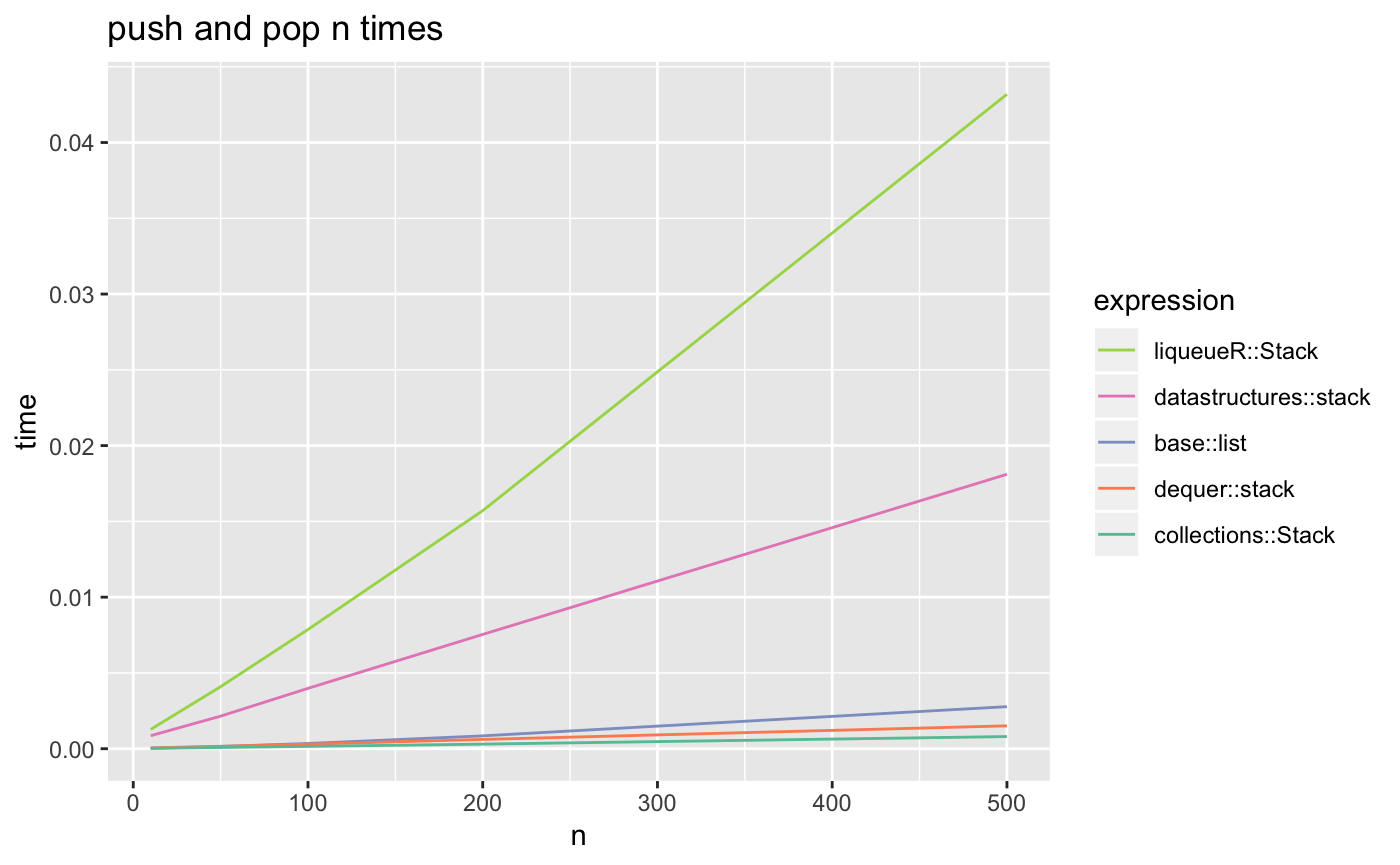 push and pop n times
0.04
0.03
0.02
0.01
0.00
time
0
100
200
300
400
500
n
expression
liqueueR::Stack
datastructures::stack
base::list
dequer::stack
collections::Stack